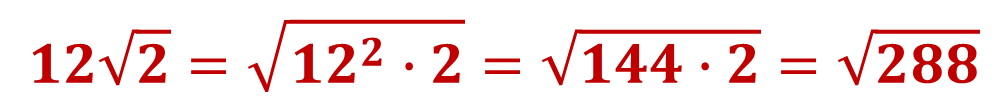 12√2 = √(12² · 2) = √(144 · 2) = √288